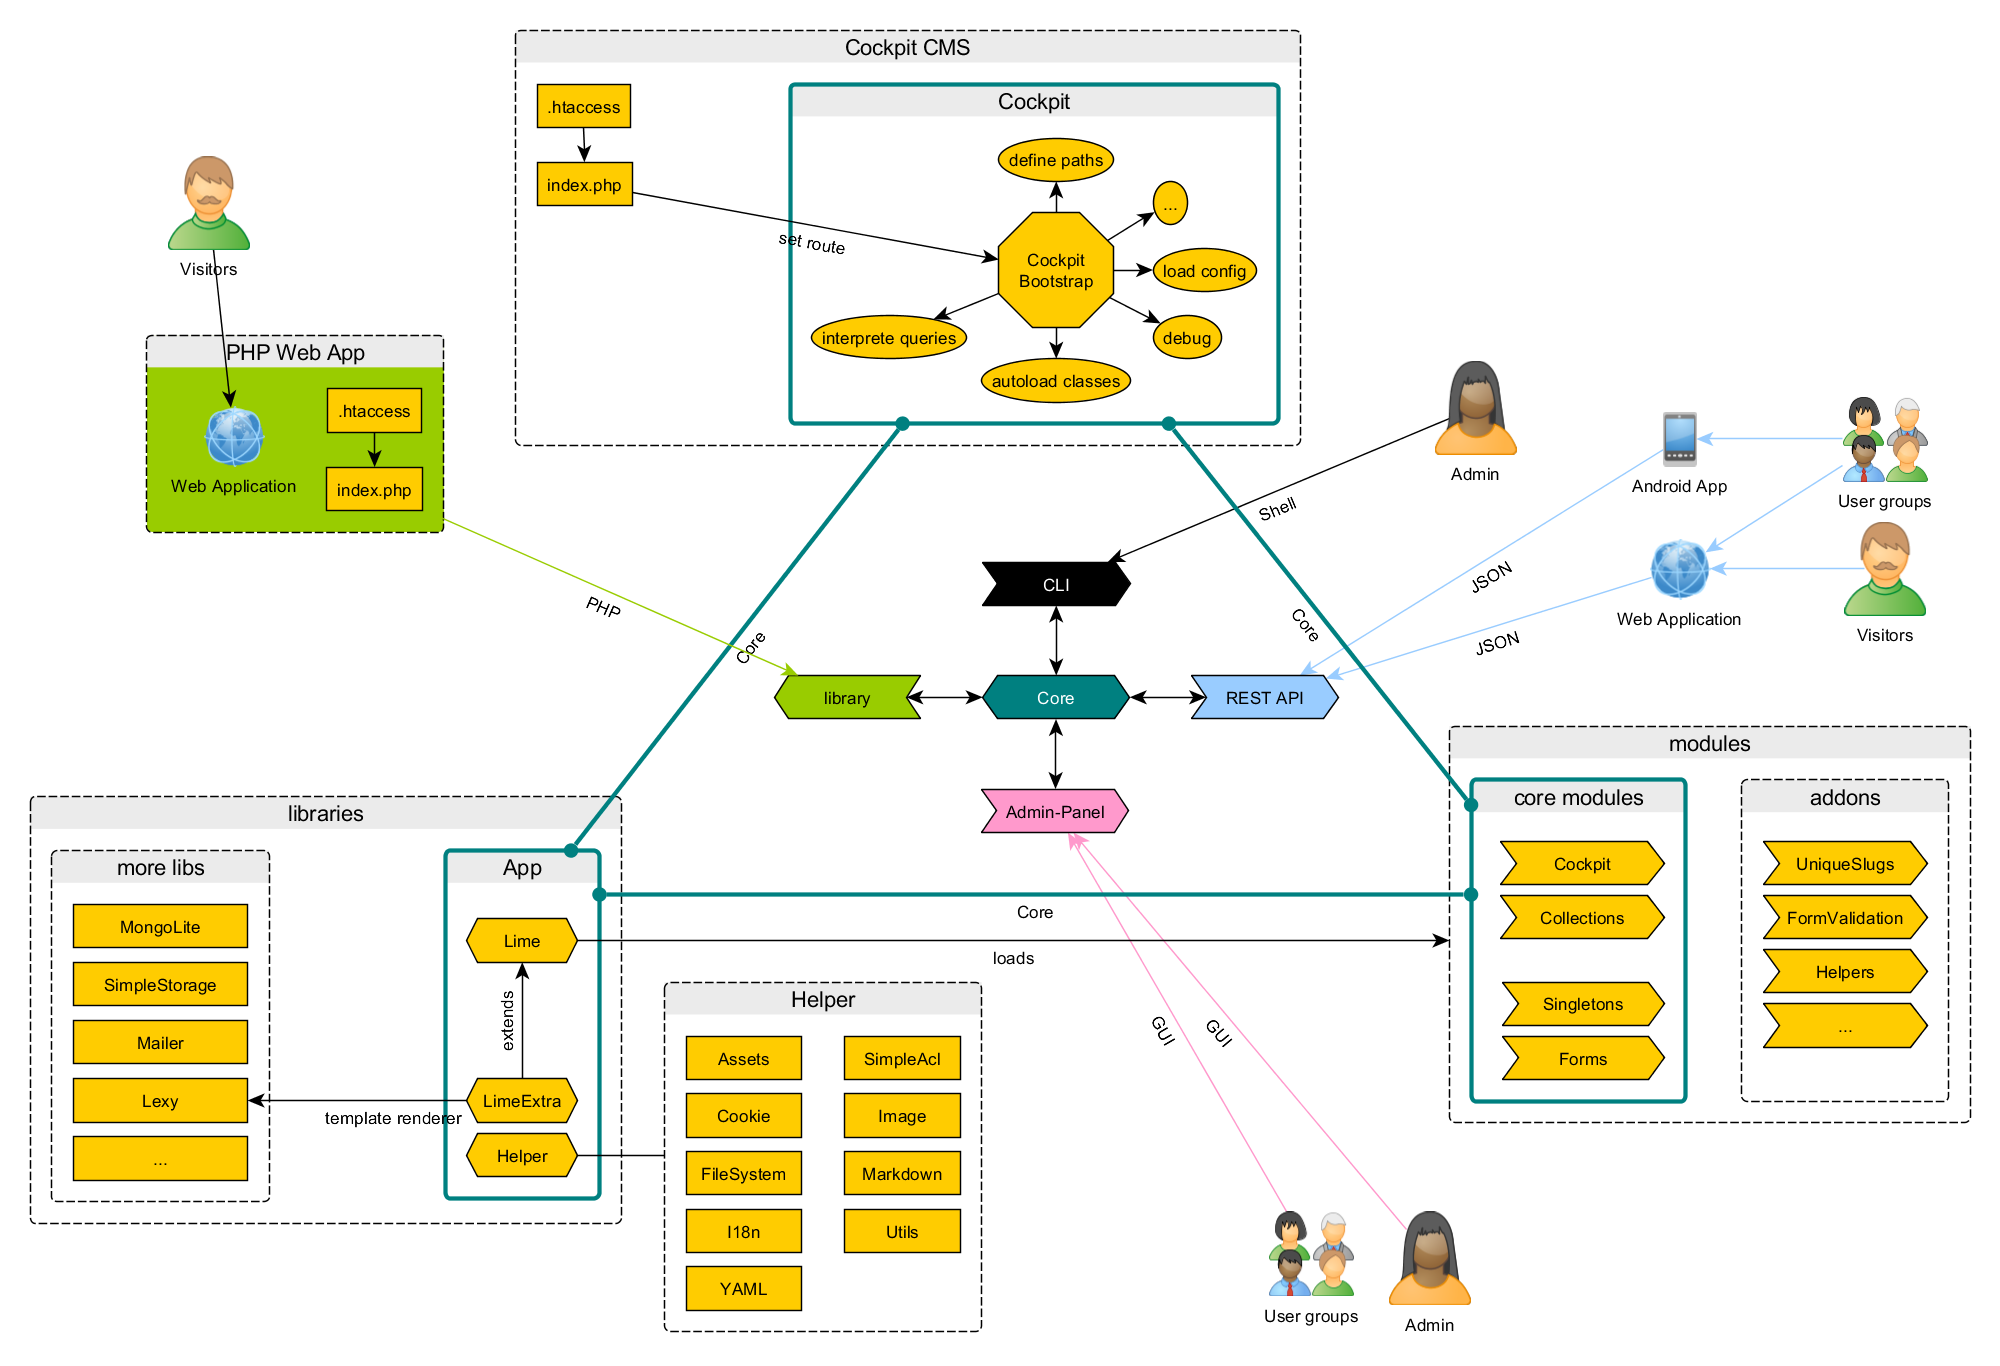 Cockpit CMS
.htaccess
index.php
set route
Cockpit
define paths
...
Cockpit
Bootstrap
load config
interprete queries
debug
autoload classes
Visitors
PHP Web App
Web Application
.htaccess
index.php
PHP
Admin
Shell
Android App
User groups
Web Application
Visitors
JSON
JSON
Core
Core
CLI
library
Core
REST API
Admin-Panel
libraries
more libs
MongoLite
SimpleStorage
Mailer
Lexy
...
App
Lime
extends
LimeExtra
template renderer
Helper
Core
loads
Helper
Assets
SimpleAcl
Cookie
Image
FileSystem
Markdown
I18n
Utils
YAML
modules
core modules
Cockpit
Collections
Singletons
Forms
addons
UniqueSlugs
FormValidation
Helpers
...
GUI
GUI
User groups
Admin